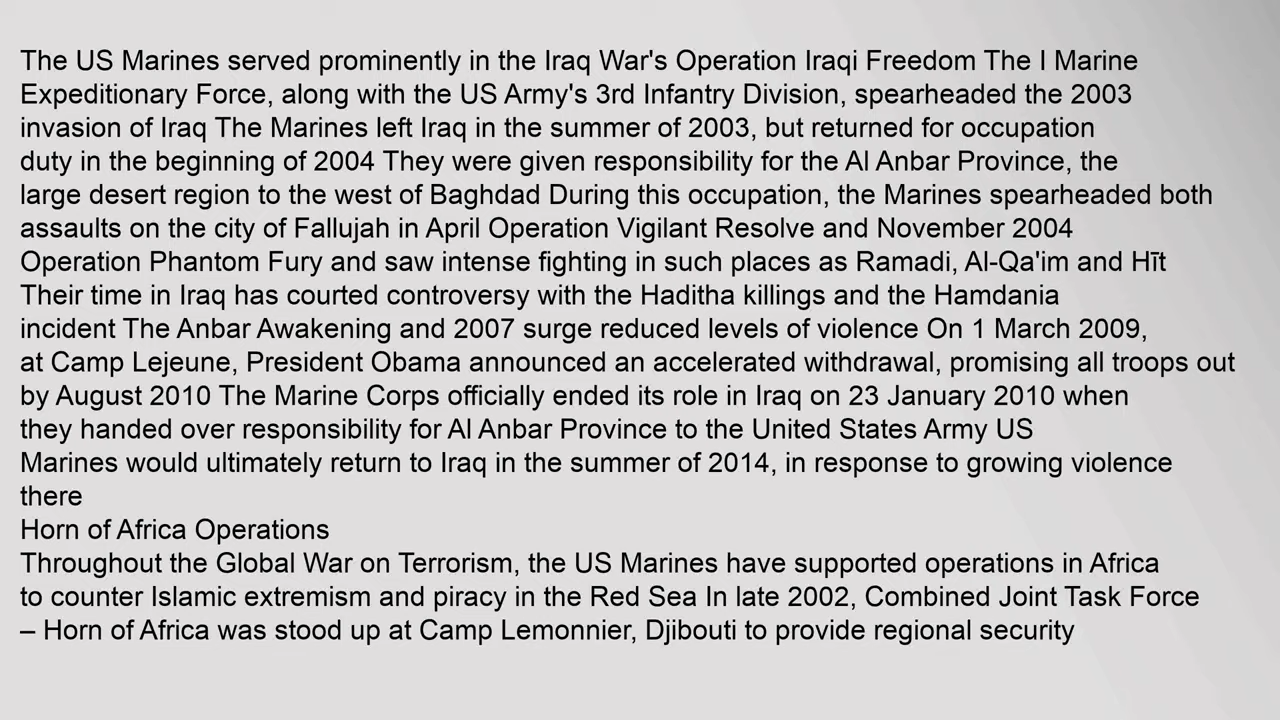 The US Marines served prominently in the Iraq War's Operation Iraqi Freedom The I Marine
Expeditionary Force, along with the US Army's 3rd Infantry Division, spearheaded the 2003
invasion of Iraq The Marines left Iraq in the summer of 2003, but returned for occupation
duty in the beginning of 2004 They were given responsibility for the Al Anbar Province, the
large desert region to the west of Baghdad During this occupation, the Marines spearheaded both
assaults on the city of Fallujah in April Operation Vigilant Resolve and November 2004
Operation Phantom Fury and saw intense fighting in such places as Ramadi, Al-Qa'im and Hīt
Their time in Iraq has courted controversy with the Haditha killings and the Hamdania
incident The Anbar Awakening and 2007 surge reduced levels of violence On 1 March 2009,
at Camp Lejeune, President Obama announced an accelerated withdrawal, promising all troops out
by August 2010 The Marine Corps officially ended its role in Iraq on 23 January 2010 when
they handed over responsibility for Al Anbar Province to the United States Army US
Marines would ultimately return to Iraq in the summer of 2014, in response to growing violence
there
Horn of Africa Operations
Throughout the Global War on Terrorism, the US Marines have supported operations in Africa
to counter Islamic extremism and piracy in the Red Sea In late 2002, Combined Joint Task Force
– Horn of Africa was stood up at Camp Lemonnier, Djibouti to provide regional security